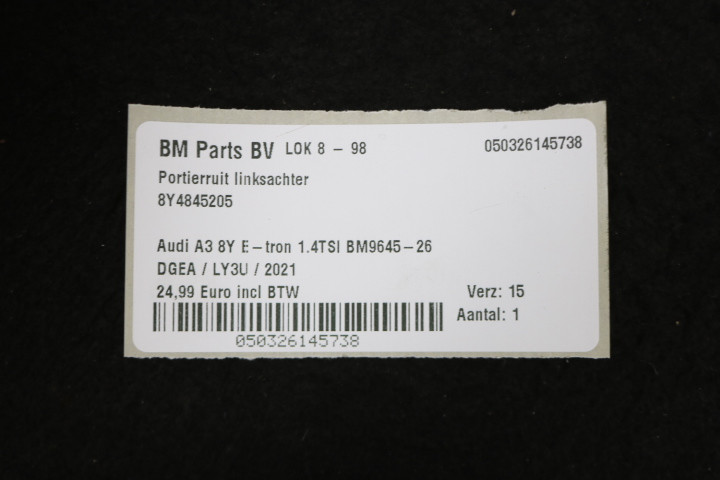 BM Parts BV LOK 8 - 98 050326145738
Portierruit linksachter
8Y4845205
Audi A3 8Y E-tron 1.4TSI BM9645-26
DGEA / LY3U / 2021
24,99 Euro incl BTW Verz: 15
Aantal: 1
050326145738